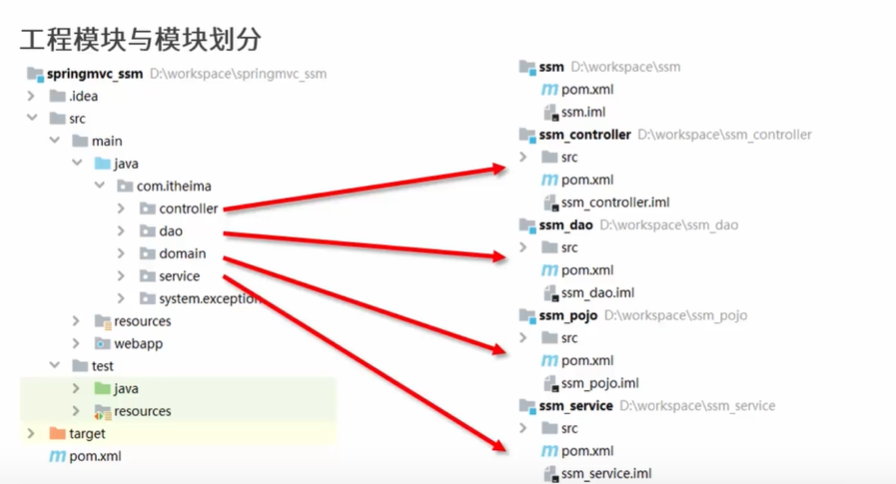 工程模块与模块划分
springmvc_ssm D:\workspace\springmvc_ssm
.idea
src
main
java
com.itheima
controller
dao
domain
service
system.exception
resources
webapp
test
java
resources
target
pom.xml
ssm D:\workspace\ssm
pom.xml
ssm.iml
ssm_controller D:\workspace\ssm_controller
src
pom.xml
ssm_controller.iml
ssm_dao D:\workspace\ssm_dao
src
pom.xml
ssm_dao.iml
ssm_pojo D:\workspace\ssm_pojo
src
pom.xml
ssm_pojo.iml
ssm_service D:\workspace\ssm_service
src
pom.xml
ssm_service.iml